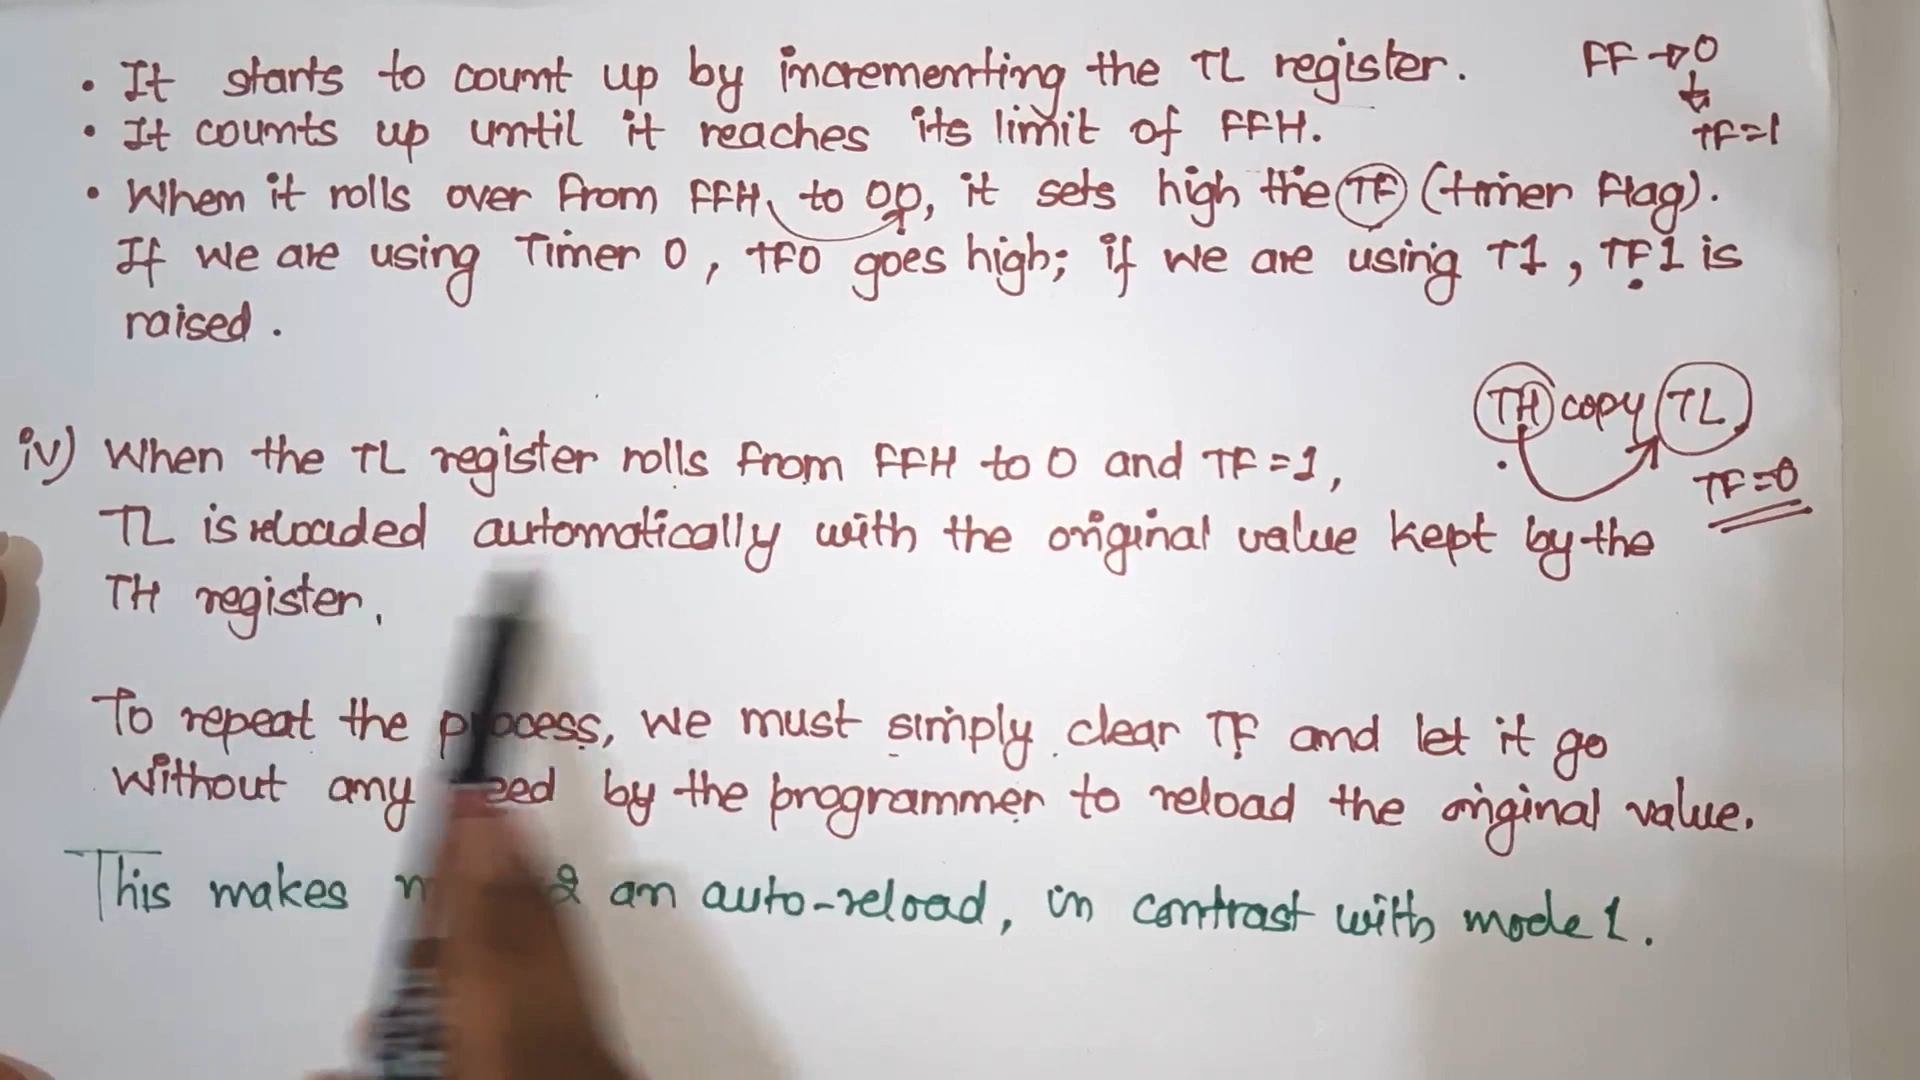 • It starts to count up by incrementing the TL register.
FF → 0
↓
TF=1
• It counts up until it reaches its limit of FFH.
• When it rolls over from FFH to 00, it sets high the TF (timer flag).
If we are using Timer 0, TF0 goes high; if we are using T1, TF1 is
raised.
TH copy TL
TF=0
iv) When the TL register rolls from FFH to 0 and TF=1,
TL is reloaded automatically with the original value kept by the
TH register.
To repeat the process, we must simply clear TF and let it go
without any need by the programmer to reload the original value.
This makes 2 an auto-reload, in contrast with mode 1.